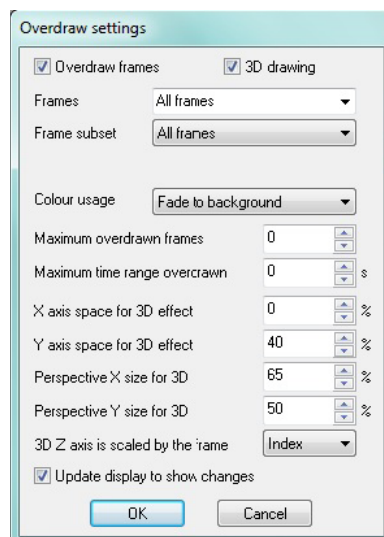 Overdraw settings
Overdraw frames 3D drawing
Frames All frames
Frame subset All frames
Colour usage Fade to background
Maximum overdrawn frames 0
Maximum time range overcrawn 0 s
X axis space for 3D effect 0 %
Y axis space for 3D effect 40 %
Perspective X size for 3D 65 %
Perspective Y size for 3D 50 %
3D Z axis is scaled by the frame Index
Update display to show changes
OK Cancel